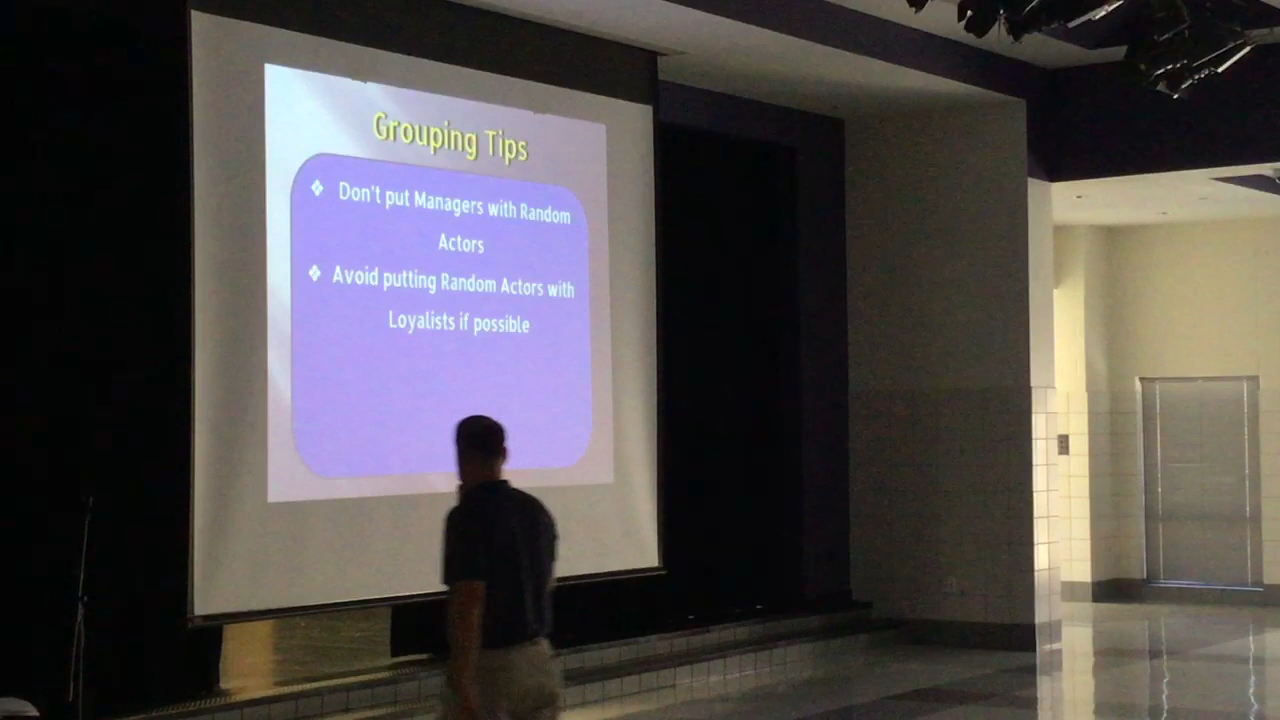 Grouping Tips
❖ Don't put Managers with Random
Actors
❖ Avoid putting Random Actors with
Loyalists if possible